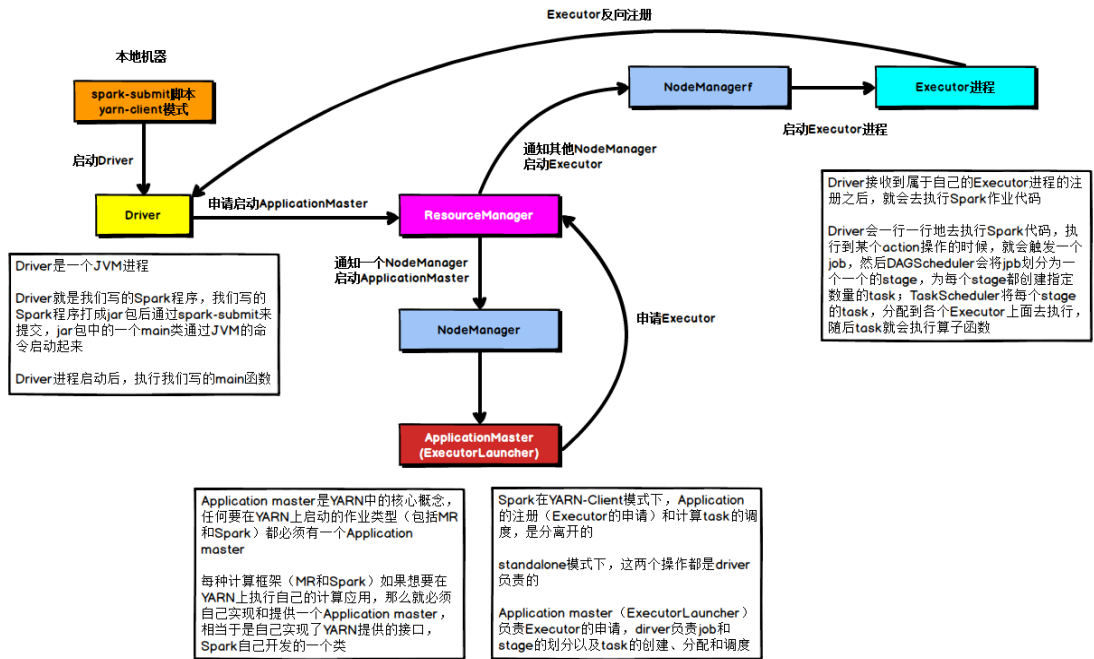 Executor反向注册
本地机器
spark-submit脚本
yarn-client模式
NodeManagerf
Executor进程
启动Executor进程
启动Driver
通知其他NodeManager
启动Executor
Driver
申请启动ApplicationMaster
ResourceManager
Driver接收到属于自己的Executor进程的注
册之后，就会去执行Spark作业代码
Driver会一行一行地去执行Spark代码，执
行到某个action操作的时候，就会触发一个
job，然后DAGScheduler会将jpb划分为一
个一个的stage，为每个stage都创建指定
数量的task；TaskScheduler将每个stage
的task，分配到各个Executor上面去执行，
随后task就会执行算子函数
Driver是一个JVM进程
Driver就是我们写的Spark程序，我们写的
Spark程序打成jar包后通过spark-submit来
提交，jar包中的一个main类通过JVM的命
令启动起来
Driver进程启动后，执行我们写的main函数
通知一个NodeManager
启动ApplicationMaster
NodeManager
申请Executor
ApplicationMaster
(ExecutorLauncher)
Application master是YARN中的核心概念，
任何要在YARN上启动的作业类型（包括MR
和Spark）都必须有一个Application
master
每种计算框架（MR和Spark）如果想要在
YARN上执行自己的计算应用，那么就必须
自己实现和提供一个Application master，
相当于是自己实现了YARN提供的接口，
Spark自己开发的一个类
Spark在YARN-Client模式下，Application
的注册（Executor的申请）和计算task的调
度，是分离开的
standalone模式下，这两个操作都是driver
负责的
Application master（ExecutorLauncher）
负责Executor的申请，dirver负责job和
stage的划分以及task的创建、分配和调度